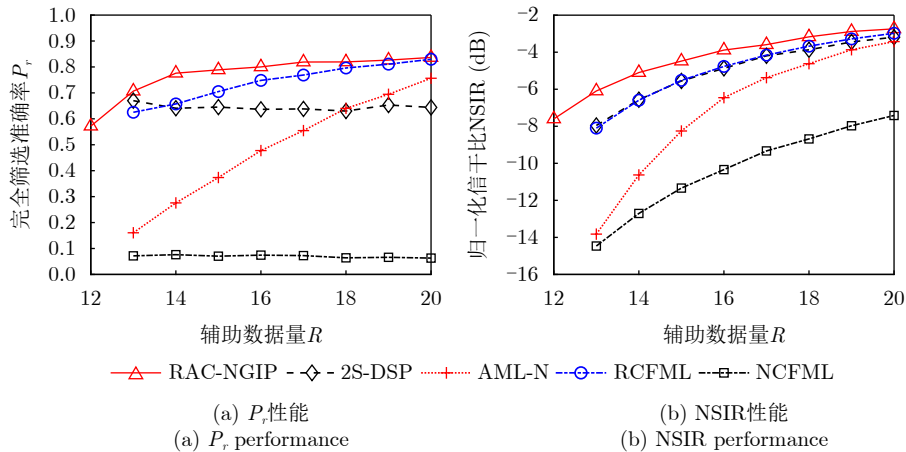 1.0
0.9
0.8
0.7
0.6
0.5
0.4
0.3
0.2
0.1
0.0
完全筛选准确率 Pr
12 14 16 18 20
辅助数据量R
−2
−4
−6
−8
−10
−12
−14
−16
归一化信干比NSIR (dB)
12 14 16 18 20
辅助数据量R
RAC-NGIP 2S-DSP AML-N RCFML NCFML
(a) Pr性能
(a) Pr performance
(b) NSIR性能
(b) NSIR performance